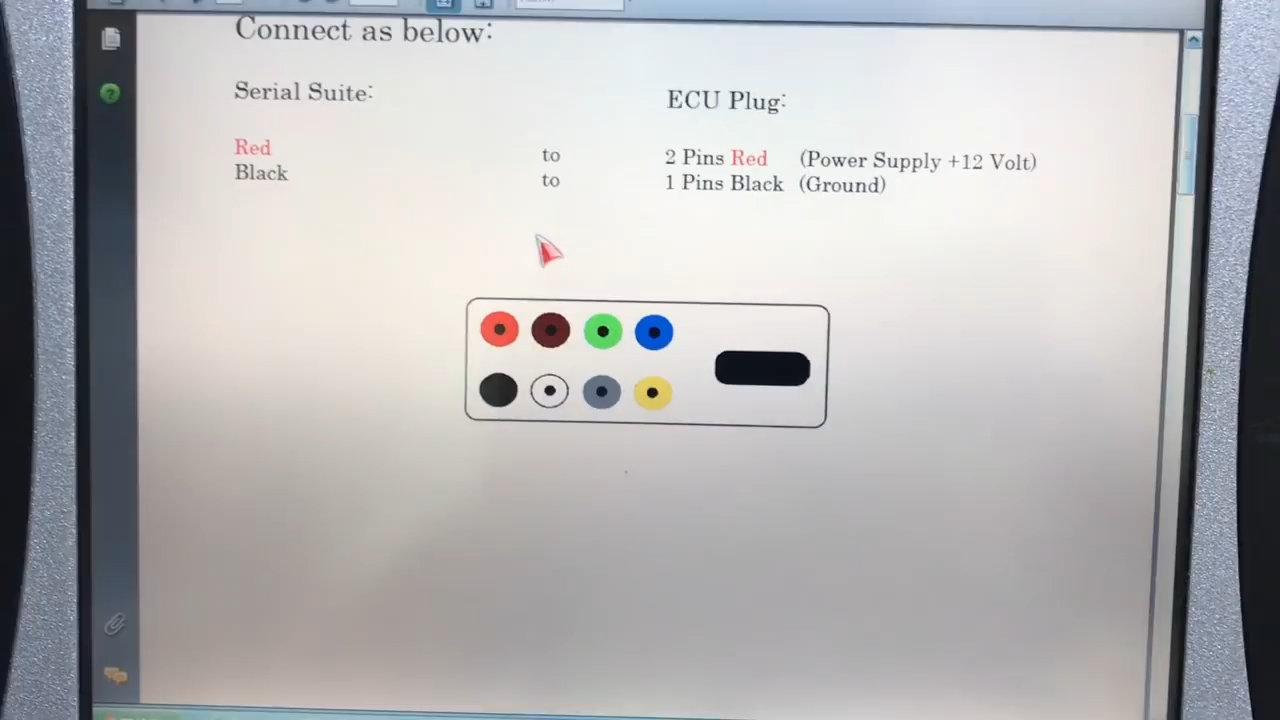 Connect as below:
Serial Suite:
ECU Plug:
Red to 2 Pins Red (Power Supply +12 Volt)
Black to 1 Pins Black (Ground)